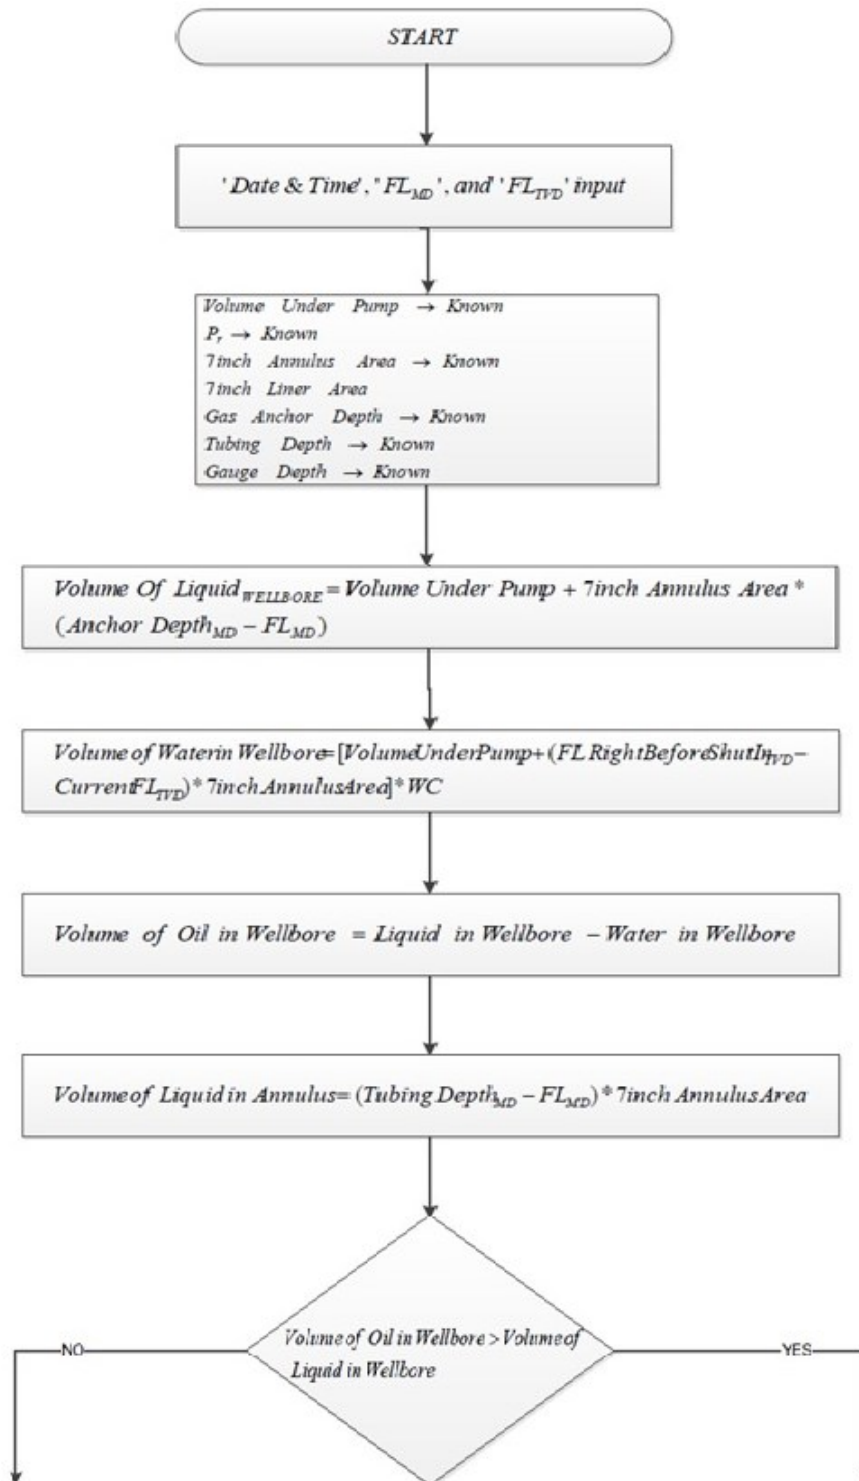 START
'Date & Time', "FL_MD", and 'FL_TVD' input
Volume Under Pump → Known
P_r → Known
7inch Annulus Area → Known
7inch Liner Area
Gas Anchor Depth → Known
Tubing Depth → Known
Gauge Depth → Known
Volume Of Liquid_WELLBORE = Volume Under Pump + 7inch Annulus Area *
(Anchor Depth_MD – FL_MD)
Volume of Water in Wellbore=[VolumeUnderPump+(FL RightBeforeShutIn_TVD –
CurrentFL_TVD)* 7inch AnnulusArea]* WC
Volume of Oil in Wellbore = Liquid in Wellbore – Water in Wellbore
Volume of Liquid in Annulus= (Tubing Depth_MD – FL_MD)* 7inch Annulus Area
Volume of Oil in Wellbore > Volume of
Liquid in Wellbore
NO
YES